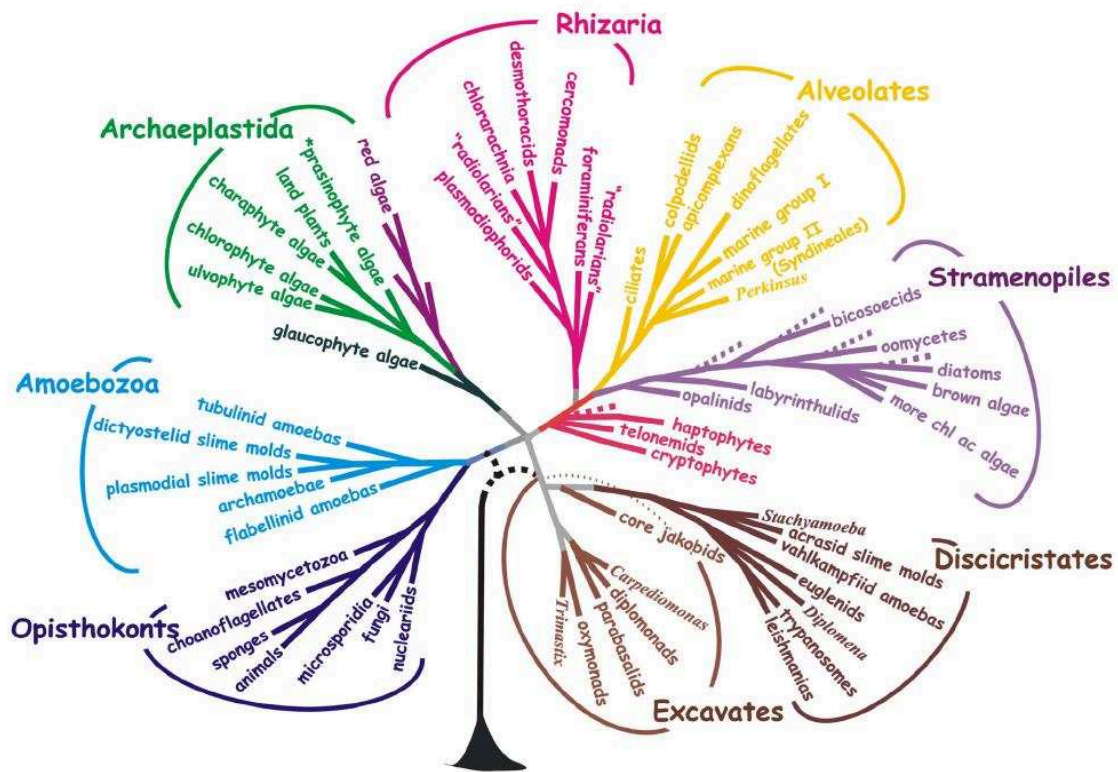 Rhizaria
desmothoracids
cercomonads
chlorarachnia
"radiolarians"
plasmodiophorids
foraminiferans
"radiolarians"
Alveolates
colpodellids
apicomplexans
dinoflagellates
marine group I
marine group II
(Syndineales)
Perkinsus
ciliates
Archaeplastida
red algae
*prasinophyte algae
land plants
charaphyte algae
chlorophyte algae
ulvophyte algae
glaucophyte algae
Stramenopiles
bicosoecids
oomycetes
diatoms
brown algae
more chl ac algae
labyrinthulids
opalinids
haptophytes
telonemids
cryptophytes
Amoebozoa
tubulinid amoebas
dictyostelid slime molds
plasmodial slime molds
archamoebae
flabellinid amoebas
Opisthokonts
mesomycetozoa
choanoflagellates
sponges
animals
microsporidia
fungi
nucleariids
Discicristates
Stachyamoeba
acrasid slime molds
vahlkampfiid amoebas
euglenids
Diplomena
trypanosomes
leishmanias
core jakobids
Carpediomonas
diplomonads
parabasalids
oxymonads
Trimastix
Excavates